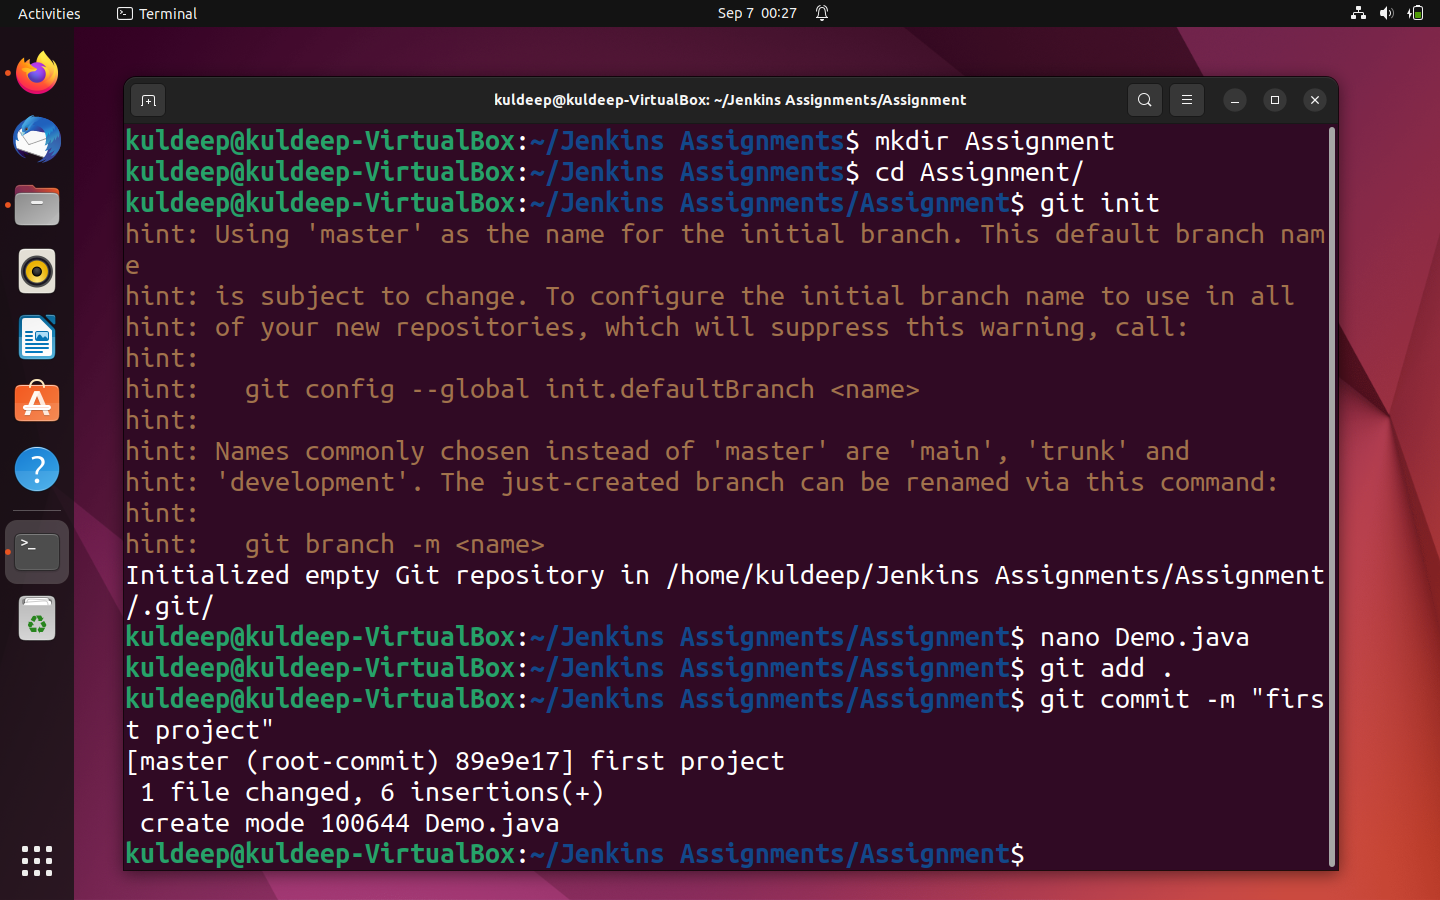 Activities
Terminal
Sep 7 00:27
kuldeep@kuldeep-VirtualBox: ~/Jenkins Assignments/Assignment
kuldeep@kuldeep-VirtualBox:~/Jenkins Assignments$ mkdir Assignment
kuldeep@kuldeep-VirtualBox:~/Jenkins Assignments$ cd Assignment/
kuldeep@kuldeep-VirtualBox:~/Jenkins Assignments/Assignment$ git init
hint: Using 'master' as the name for the initial branch. This default branch nam
e
hint: is subject to change. To configure the initial branch name to use in all
hint: of your new repositories, which will suppress this warning, call:
hint:
hint:   git config --global init.defaultBranch <name>
hint:
hint: Names commonly chosen instead of 'master' are 'main', 'trunk' and
hint: 'development'. The just-created branch can be renamed via this command:
hint:
hint:   git branch -m <name>
Initialized empty Git repository in /home/kuldeep/Jenkins Assignments/Assignment
/.git/
kuldeep@kuldeep-VirtualBox:~/Jenkins Assignments/Assignment$ nano Demo.java
kuldeep@kuldeep-VirtualBox:~/Jenkins Assignments/Assignment$ git add .
kuldeep@kuldeep-VirtualBox:~/Jenkins Assignments/Assignment$ git commit -m "firs
t project"
[master (root-commit) 89e9e17] first project
 1 file changed, 6 insertions(+)
 create mode 100644 Demo.java
kuldeep@kuldeep-VirtualBox:~/Jenkins Assignments/Assignment$